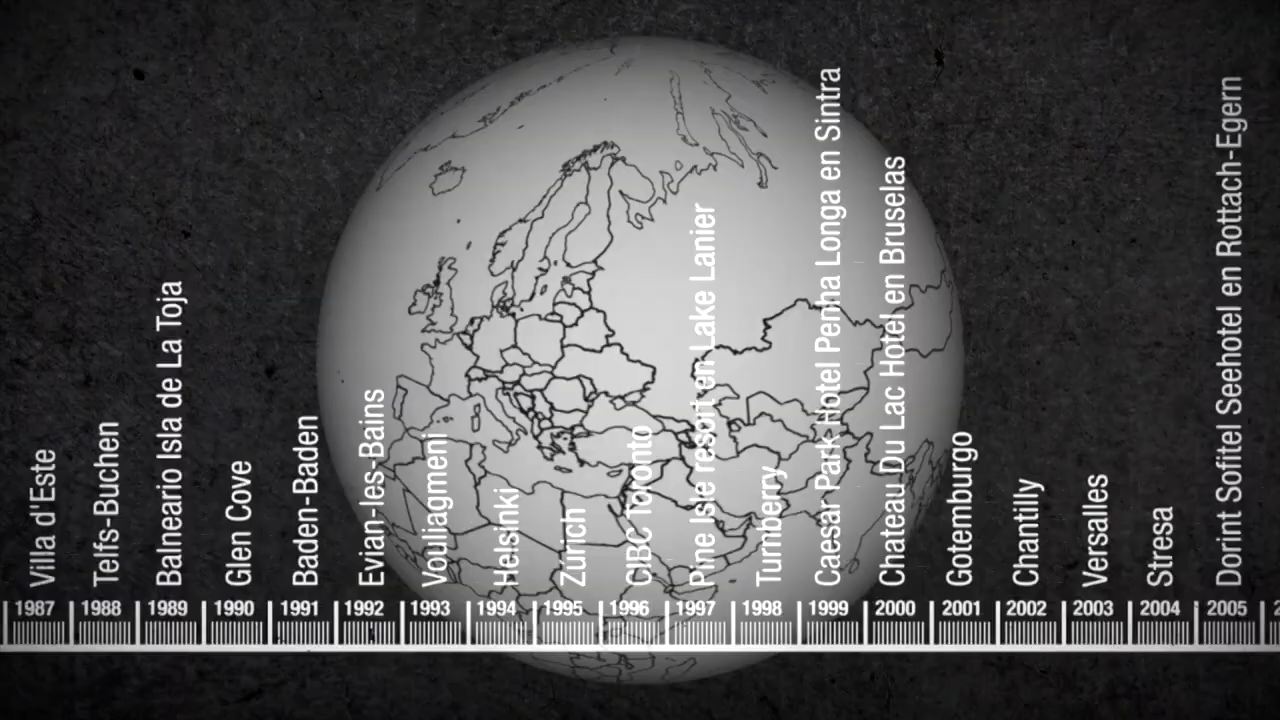 Villa d'Este
Telfs-Buchen
Balneario Isla de La Toja
Glen Cove
Baden-Baden
Evian-les-Bains
Vouliagmeni
Helsinki
Zurich
CIBC Toronto
Pine Isle resort en Lake Lanier
Turnberry
Caesar Park Hotel Penha Longa en Sintra
Chateau Du Lac Hotel en Bruselas
Gotemburgo
Chantilly
Versalles
Stresa
Dorint Sofitel Seehotel en Rottach-Egern
1987 1988 1989 1990 1991 1992 1993 1994 1995 1996 1997 1998 1999 2000 2001 2002 2003 2004 2005